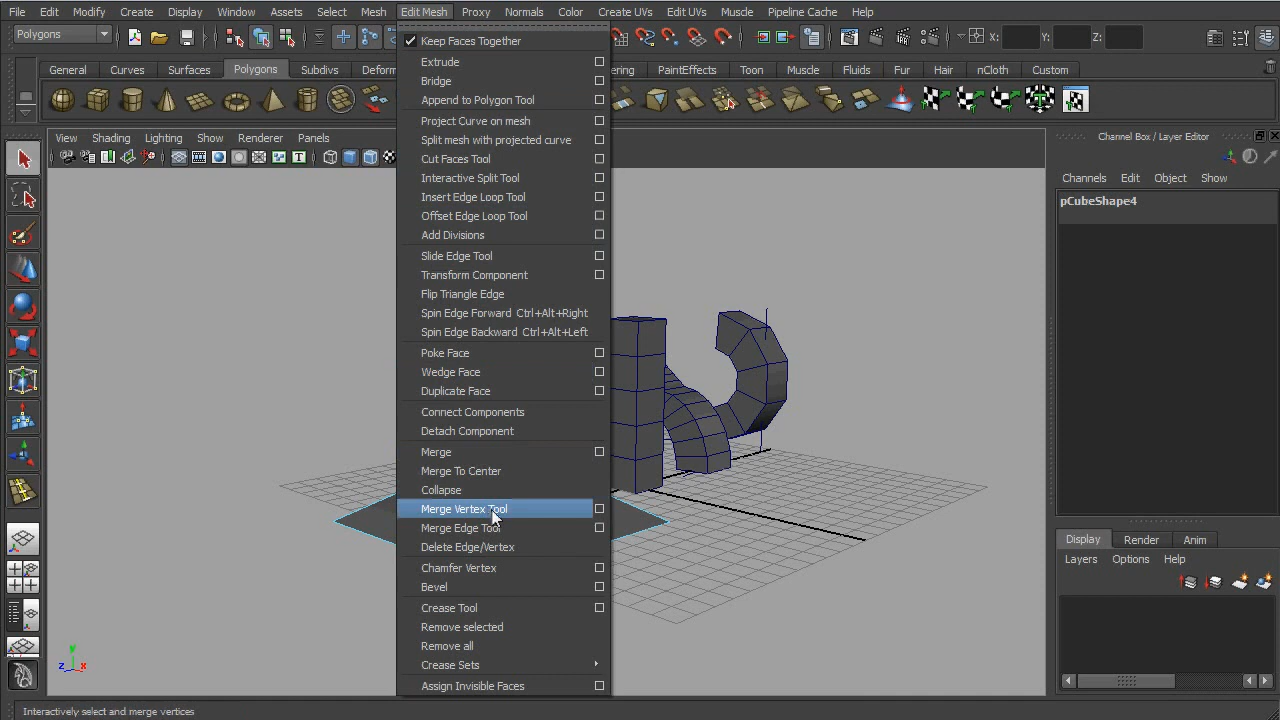 File Edit Modify Create Display Window Assets Select Mesh Edit Mesh Proxy Normals Color Create UVs Edit UVs Muscle Pipeline Cache Help
Polygons
X: Y: Z:
General Curves Surfaces Polygons Subdivs Deform ering PaintEffects Toon Muscle Fluids Fur Hair nCloth Custom
View Shading Lighting Show Renderer Panels
Keep Faces Together
Extrude
Bridge
Append to Polygon Tool
Project Curve on mesh
Split mesh with projected curve
Cut Faces Tool
Interactive Split Tool
Insert Edge Loop Tool
Offset Edge Loop Tool
Add Divisions
Slide Edge Tool
Transform Component
Flip Triangle Edge
Spin Edge Forward Ctrl+Alt+Right
Spin Edge Backward Ctrl+Alt+Left
Poke Face
Wedge Face
Duplicate Face
Connect Components
Detach Component
Merge
Merge To Center
Collapse
Merge Vertex Tool
Merge Edge Tool
Delete Edge/Vertex
Chamfer Vertex
Bevel
Crease Tool
Remove selected
Remove all
Crease Sets
Assign Invisible Faces
Channel Box / Layer Editor
Channels Edit Object Show
pCubeShape4
Display Render Anim
Layers Options Help
y
z x
Interactively select and merge vertices